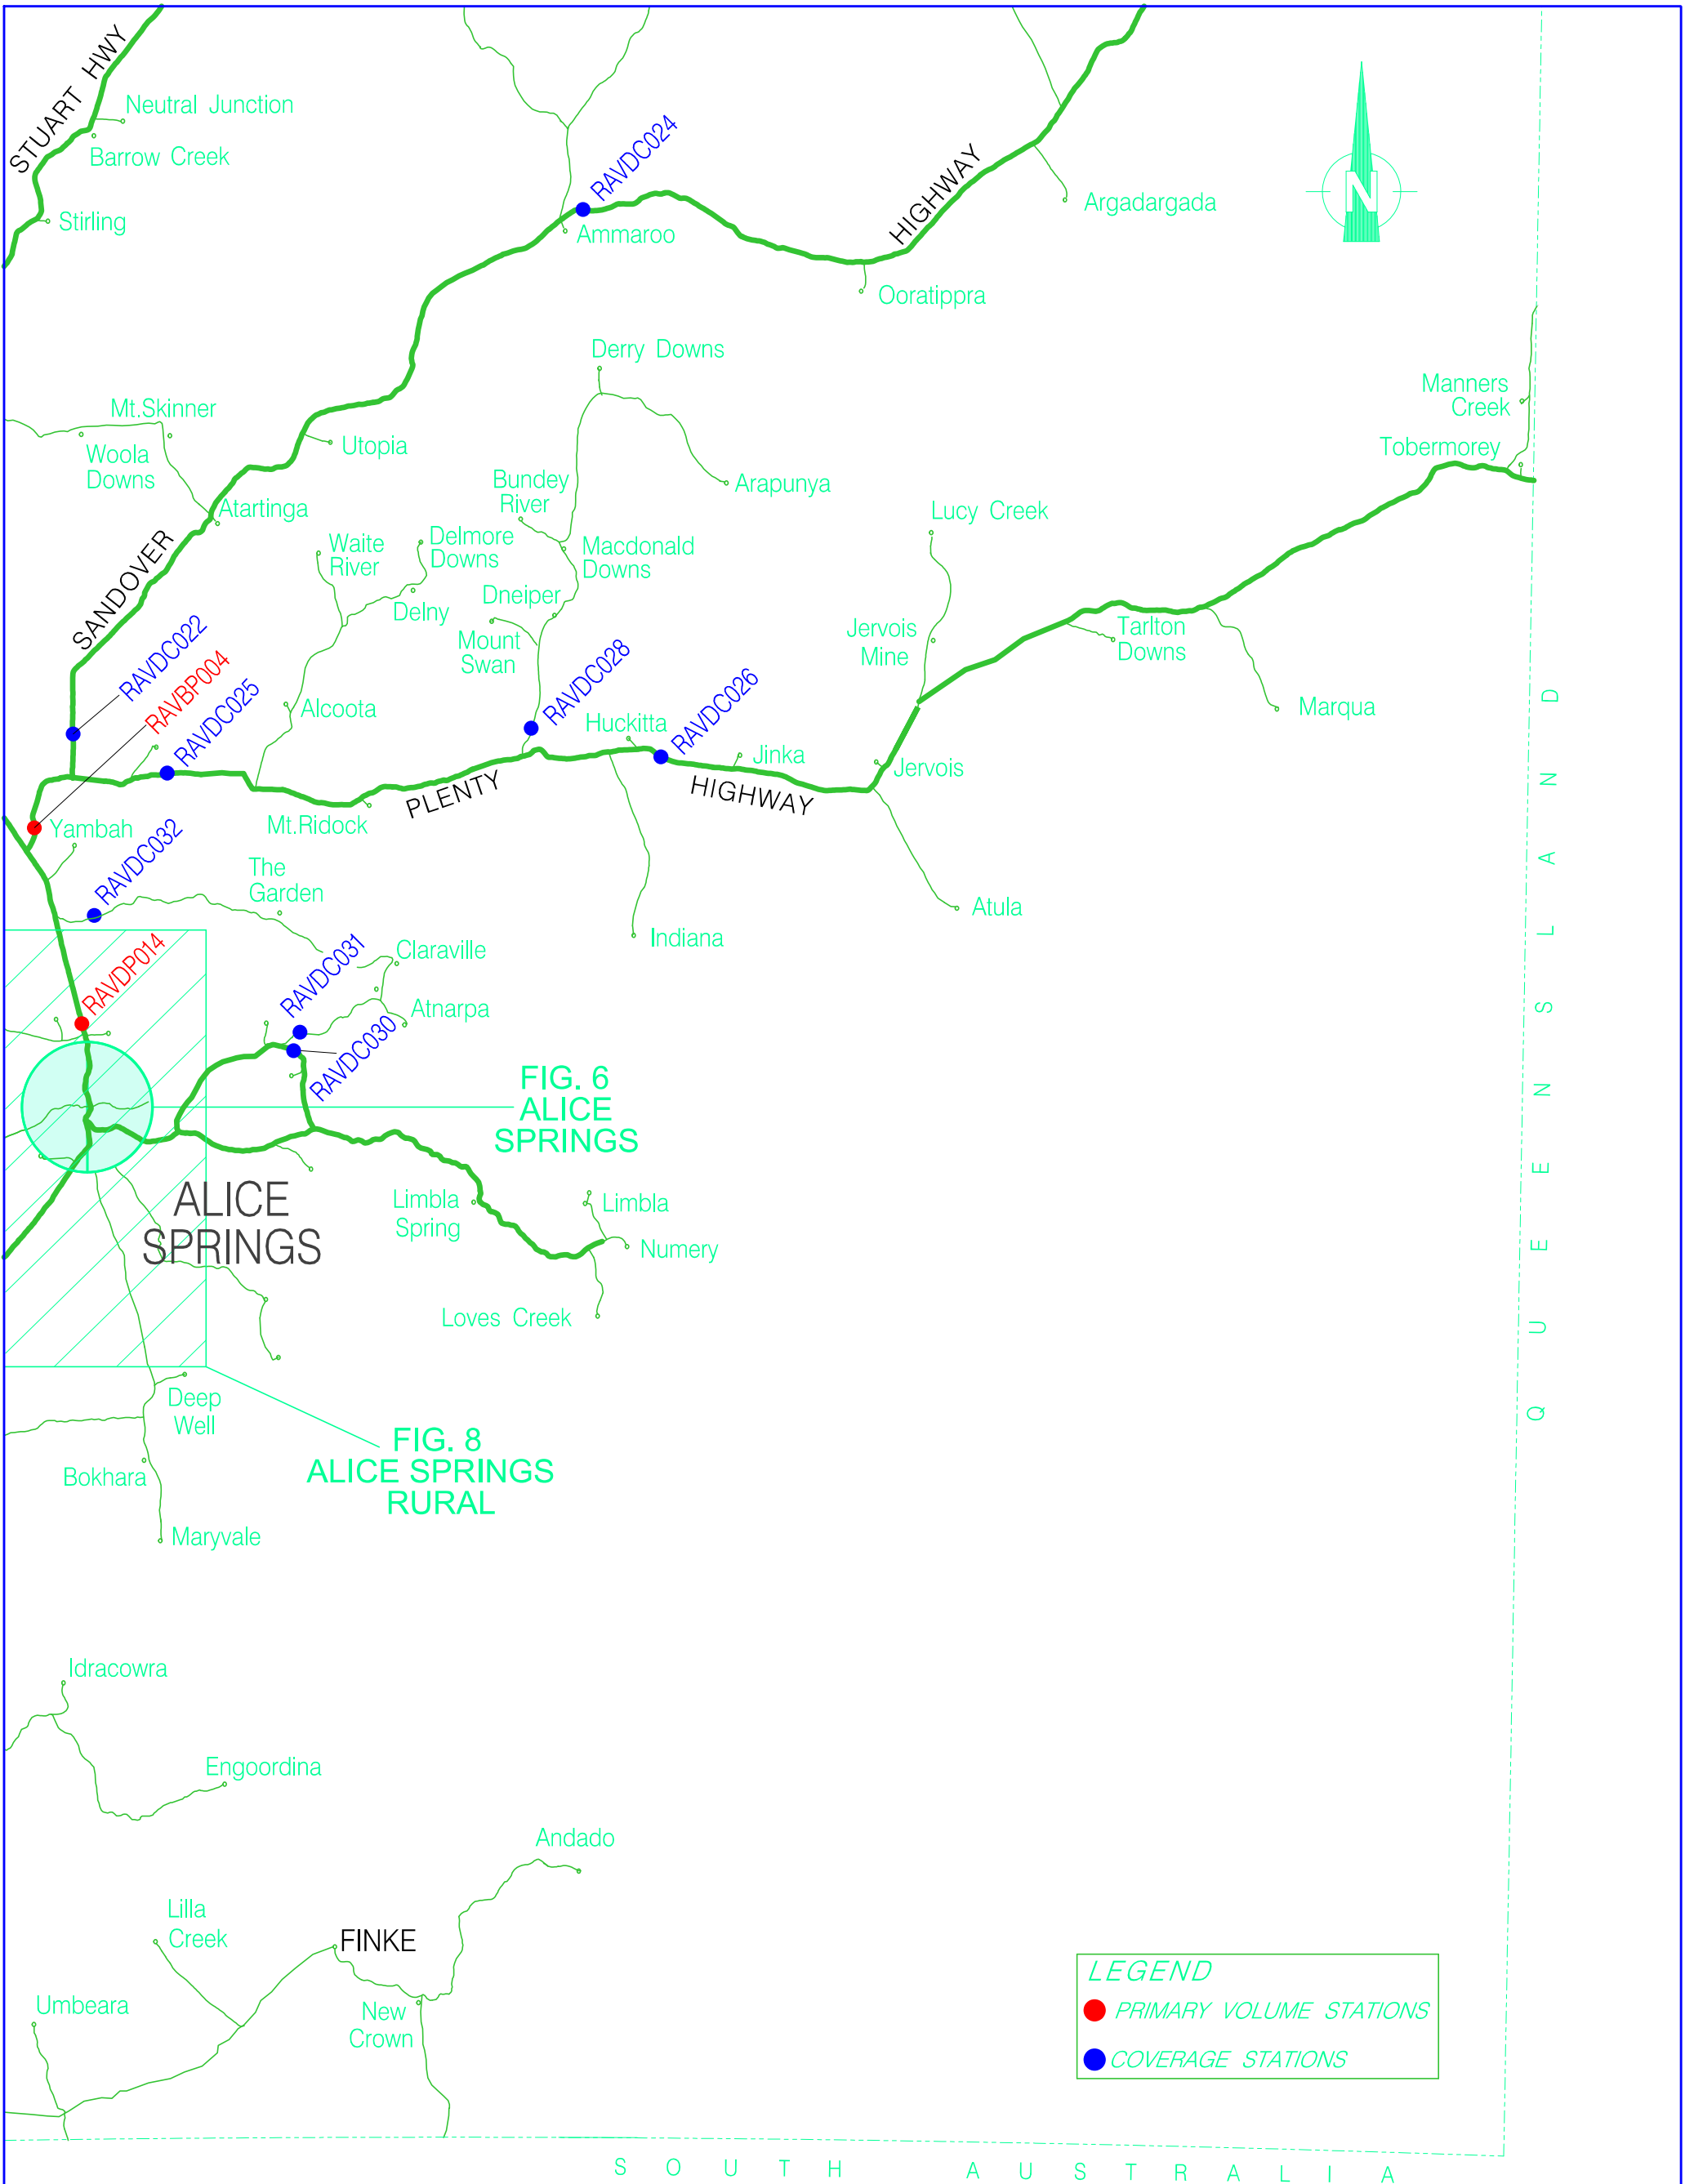 STUART HWY
Neutral Junction
Barrow Creek
Stirling
RAVDC024
Ammaroo
HIGHWAY
Argadargada
N
Ooratippra
Derry Downs
Manners
Creek
Tobermorey
Mt.Skinner
Woola
Downs
Utopia
Bundey
River
Arapunya
Atartinga
Lucy Creek
Waite
River
Delmore
Downs
Macdonald
Downs
SANDOVER
Delny
Dneiper
Mount
Swan
Jervois
Mine
Tarlton
Downs
RAVDC022
RAVBP004
RAVDC025
Alcoota
RAVDC028
Huckitta
RAVDC026
Marqua
Jinka
Jervois
PLENTY
HIGHWAY
Mt.Ridock
Yambah
RAVDC032
The
Garden
Atula
Indiana
QUEENSLAND
RAVDP014
Claraville
RAVDC031
Atnarpa
RAVDC030
FIG. 6
ALICE
SPRINGS
ALICE
SPRINGS
Limbla
Spring
Limbla
Numery
Loves Creek
Deep
Well
FIG. 8
ALICE SPRINGS
RURAL
Bokhara
Maryvale
Idracowra
Engoordina
Andado
Lilla
Creek
FINKE
Umbeara
New
Crown
LEGEND
PRIMARY VOLUME STATIONS
COVERAGE STATIONS
SOUTH AUSTRALIA